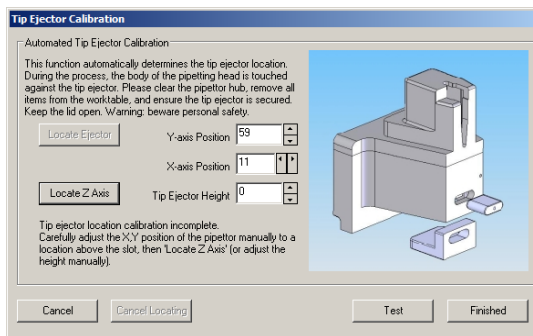 Tip Ejector Calibration
Automated Tip Ejector Calibration
This function automatically determines the tip ejector location.
During the process, the body of the pipetting head is touched
against the tip ejector. Please clear the pipettor hub, remove all
items from the worktable, and ensure the tip ejector is secured.
Keep the lid open. Warning: beware personal safety.
Locate Ejector
Y-axis Position 59
X-axis Position 11
Locate Z Axis
Tip Ejector Height 0
Tip ejector location calibration incomplete.
Carefully adjust the X,Y position of the pipettor manually to a
location above the slot, then 'Locate Z Axis' (or adjust the
height manually).
Cancel
Cancel Locating
Test
Finished